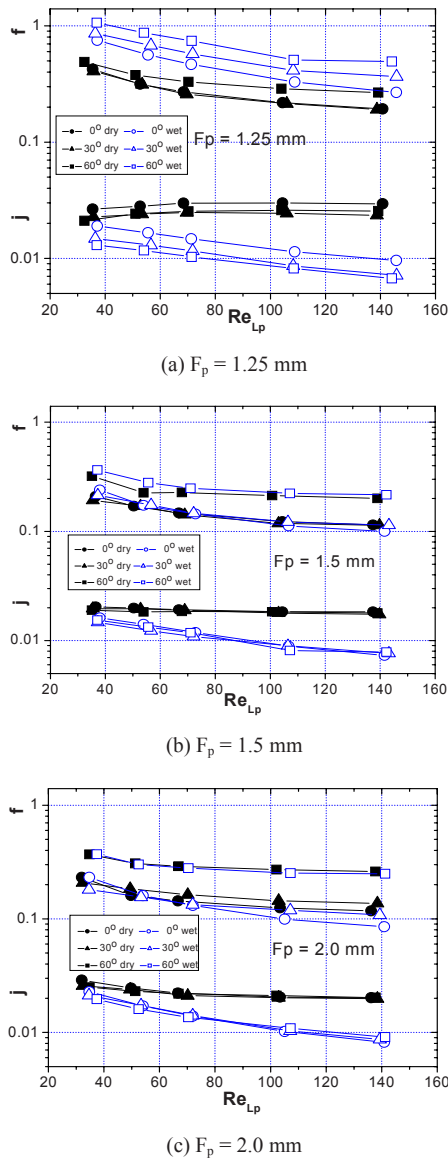 f
1
0.1
j
0.01
0° dry 0° wet
30° dry 30° wet
60° dry 60° wet
Fp = 1.25 mm
20 40 60 80 100 120 140 160
Re_Lp
(a) F_p = 1.25 mm
f
1
0.1
j
0.01
0° dry 0° wet
30° dry 30° wet
60° dry 60° wet
Fp = 1.5 mm
20 40 60 80 100 120 140 160
Re_Lp
(b) F_p = 1.5 mm
f
1
0.1
j
0.01
0° dry 0° wet
30° dry 30° wet
60° dry 60° wet
Fp = 2.0 mm
20 40 60 80 100 120 140 160
Re_Lp
(c) F_p = 2.0 mm